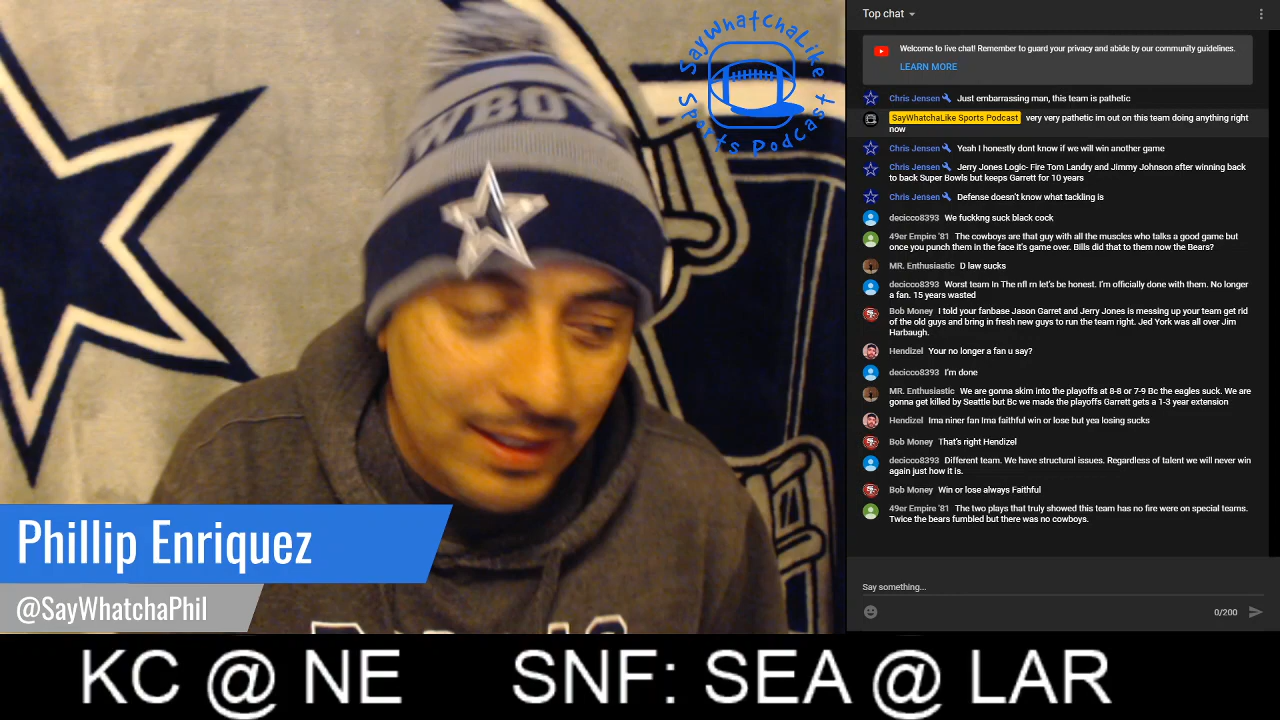 WBOY
SayWhatChaLike Sports Podcast
Phillip Enriquez
@SayWhatchaPhil
Top chat
Welcome to live chat! Remember to guard your privacy and abide by our community guidelines.
LEARN MORE
Chris Jensen Just embarrassing man, this team is pathetic
SayWhatchaLike Sports Podcast very very pathetic im out on this team doing anything right
now
Chris Jensen Yeah I honestly dont know if we will win another game
Chris Jensen Jerry Jones Logic- Fire Tom Landry and Jimmy Johnson after winning back
to back Super Bowls but keeps Garrett for 10 years
Chris Jensen Defense doesn't know what tackling is
decicco8393 We fuckkng suck black cock
49er Empire '81 The cowboys are that guy with all the muscles who talks a good game but
once you punch them in the face it's game over. Bills did that to them now the Bears?
MR. Enthusiastic D law sucks
decicco8393 Worst team In The nfl rn let's be honest. I'm officially done with them. No longer
a fan. 15 years wasted
Bob Money I told your fanbase Jason Garret and Jerry Jones is messing up your team get rid
of the old guys and bring in fresh new guys to run the team right. Jed York was all over Jim
Harbaugh.
Hendizel Your no longer a fan u say?
decicco8393 I'm done
MR. Enthusiastic We are gonna skim into the playoffs at 8-8 or 7-9 Bc the eagles suck. We are
gonna get killed by Seattle but Bc we made the playoffs Garrett gets a 1-3 year extension
Hendizel Ima niner fan Ima faithful win or lose but yea losing sucks
Bob Money That's right Hendizel
decicco8393 Different team. We have structural issues. Regardless of talent we will never win
again just how it is.
Bob Money Win or lose always Faithful
49er Empire '81 The two plays that truly showed this team has no fire were on special teams.
Twice the bears fumbled but there was no cowboys.
Say something...
0/200
KC @ NE SNF: SEA @ LAR